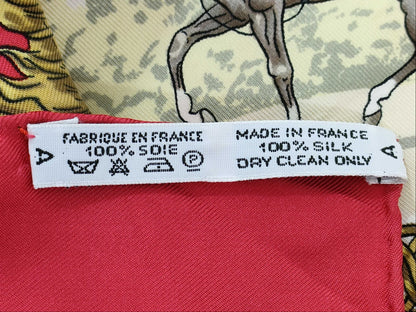 A
FABRIQUE EN FRANCE
100% SOIE
P
MADE IN FRANCE
100% SILK
DRY CLEAN ONLY
A